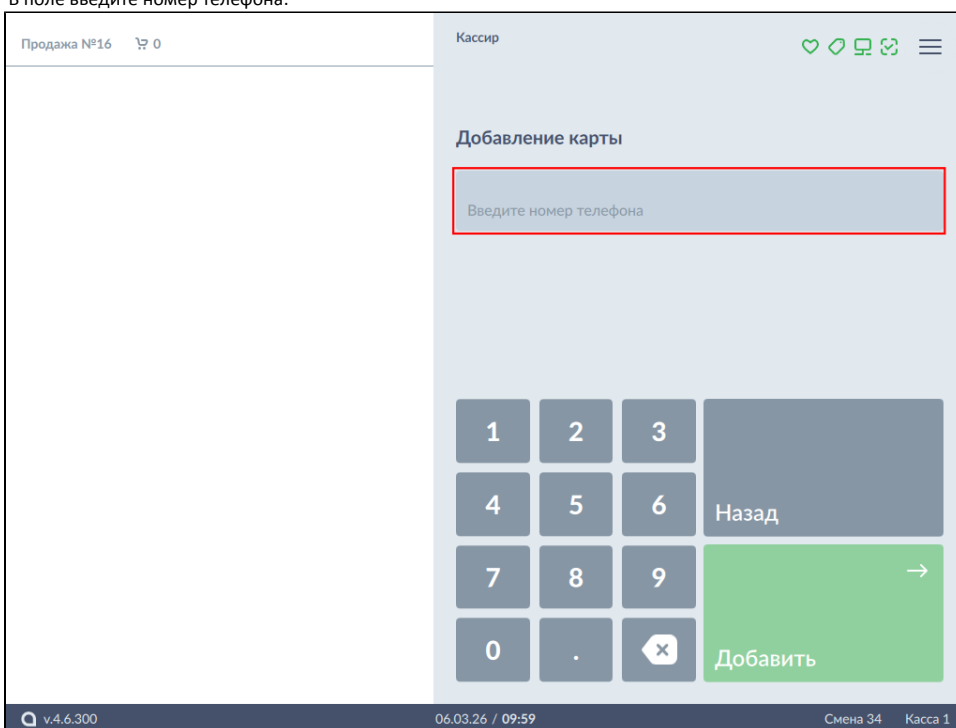 В поле введите номер телефона:
Продажа №16 0
Кассир
Добавление карты
Введите номер телефона
1 2 3
4 5 6
Назад
7 8 9
0 .
Добавить
v.4.6.300
06.03.26 / 09:59
Смена 34 Касса 1